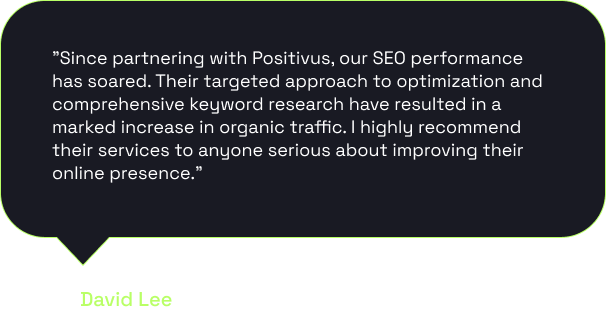 ”Since partnering with Positivus, our SEO performance
has soared. Their targeted approach to optimization and
comprehensive keyword research have resulted in a
marked increase in organic traffic. I highly recommend
their services to anyone serious about improving their
online presence.”
David Lee